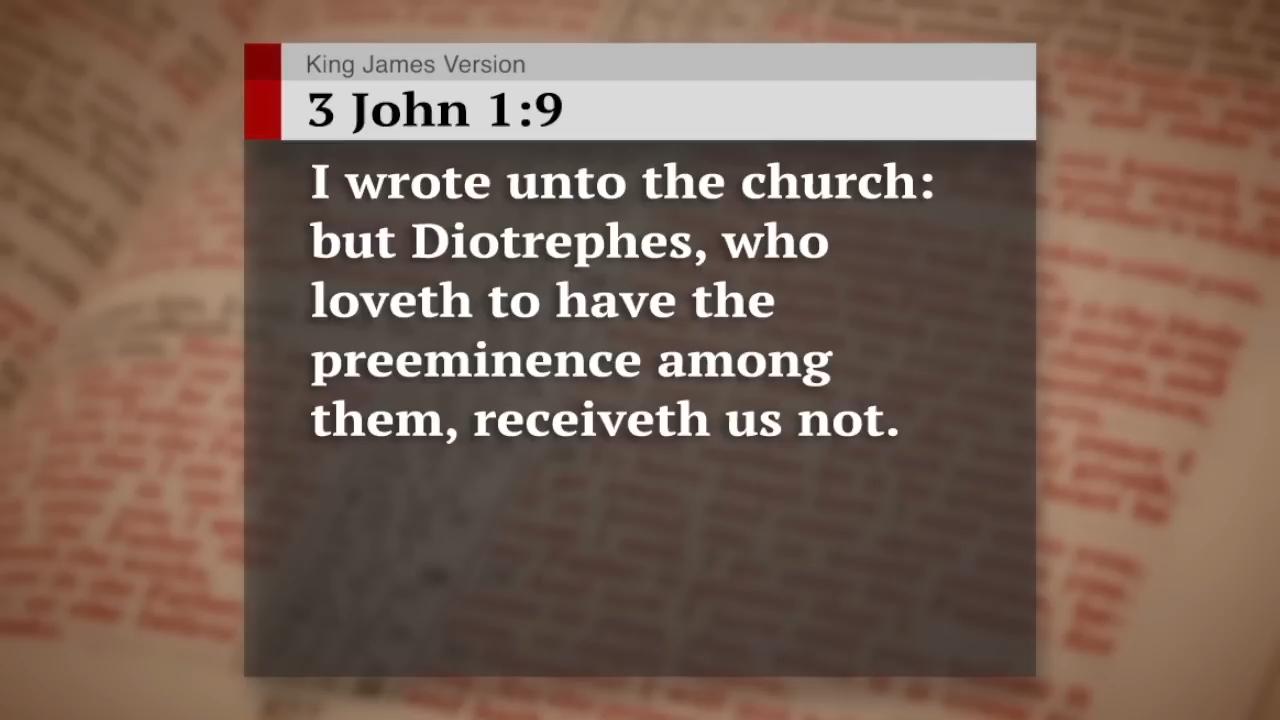 King James Version
3 John 1:9
I wrote unto the church:
but Diotrephes, who
loveth to have the
preeminence among
them, receiveth us not.